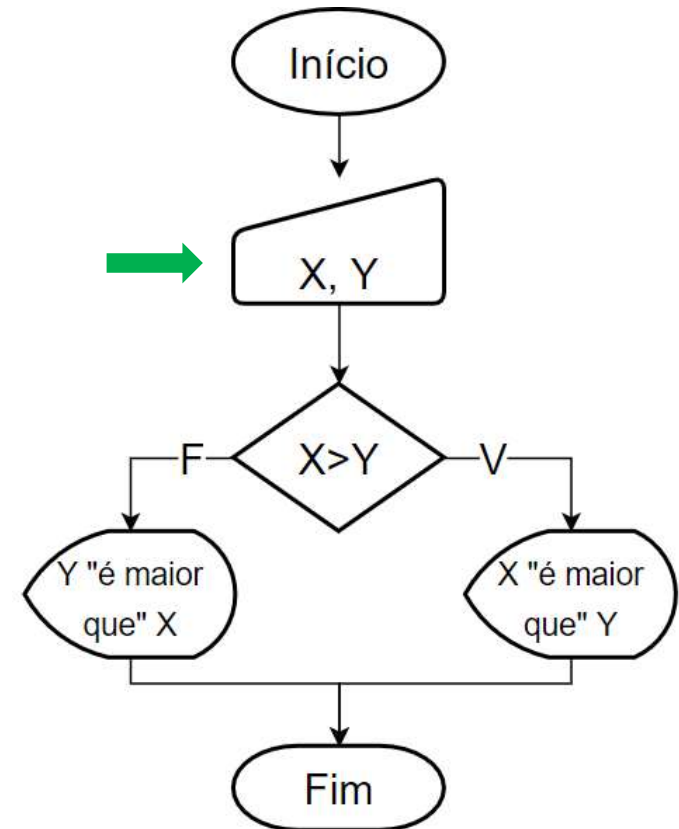 Início
X, Y
X>Y
F
V
Y "é maior
que" X
X "é maior
que" Y
Fim